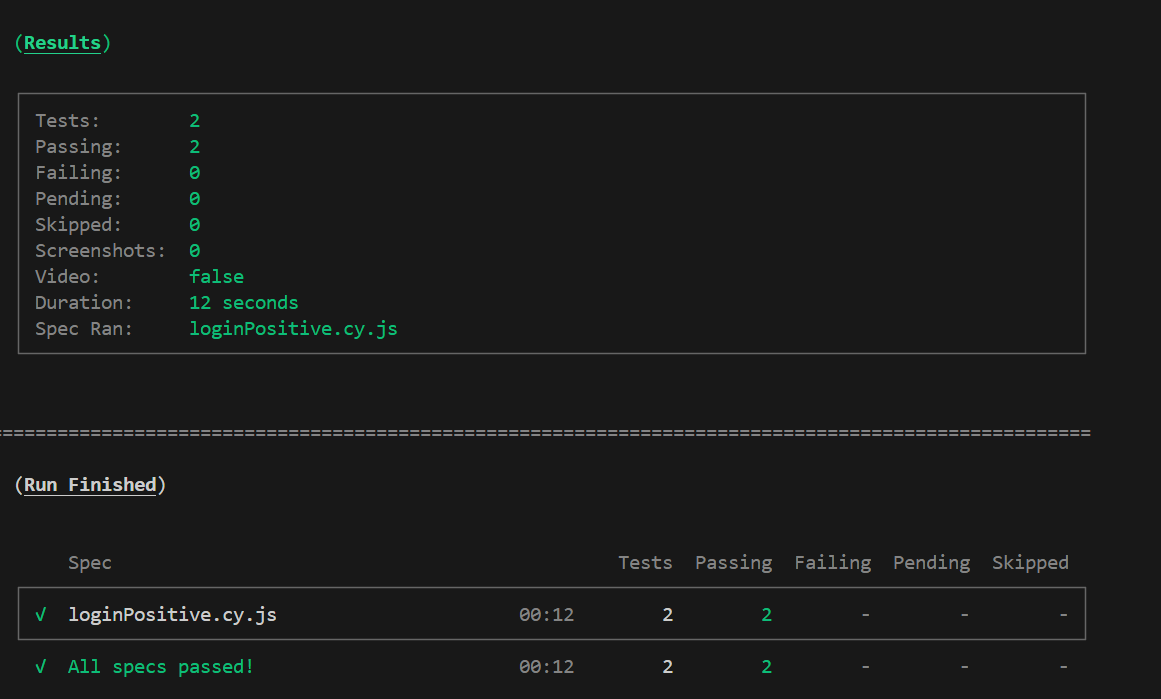 (Results)
Tests: 2
Passing: 2
Failing: 0
Pending: 0
Skipped: 0
Screenshots: 0
Video: false
Duration: 12 seconds
Spec Ran: loginPositive.cy.js
====================================================================================================
(Run Finished)
Spec Tests Passing Failing Pending Skipped
√ loginPositive.cy.js 00:12 2 2 - - -
√ All specs passed! 00:12 2 2 - - -